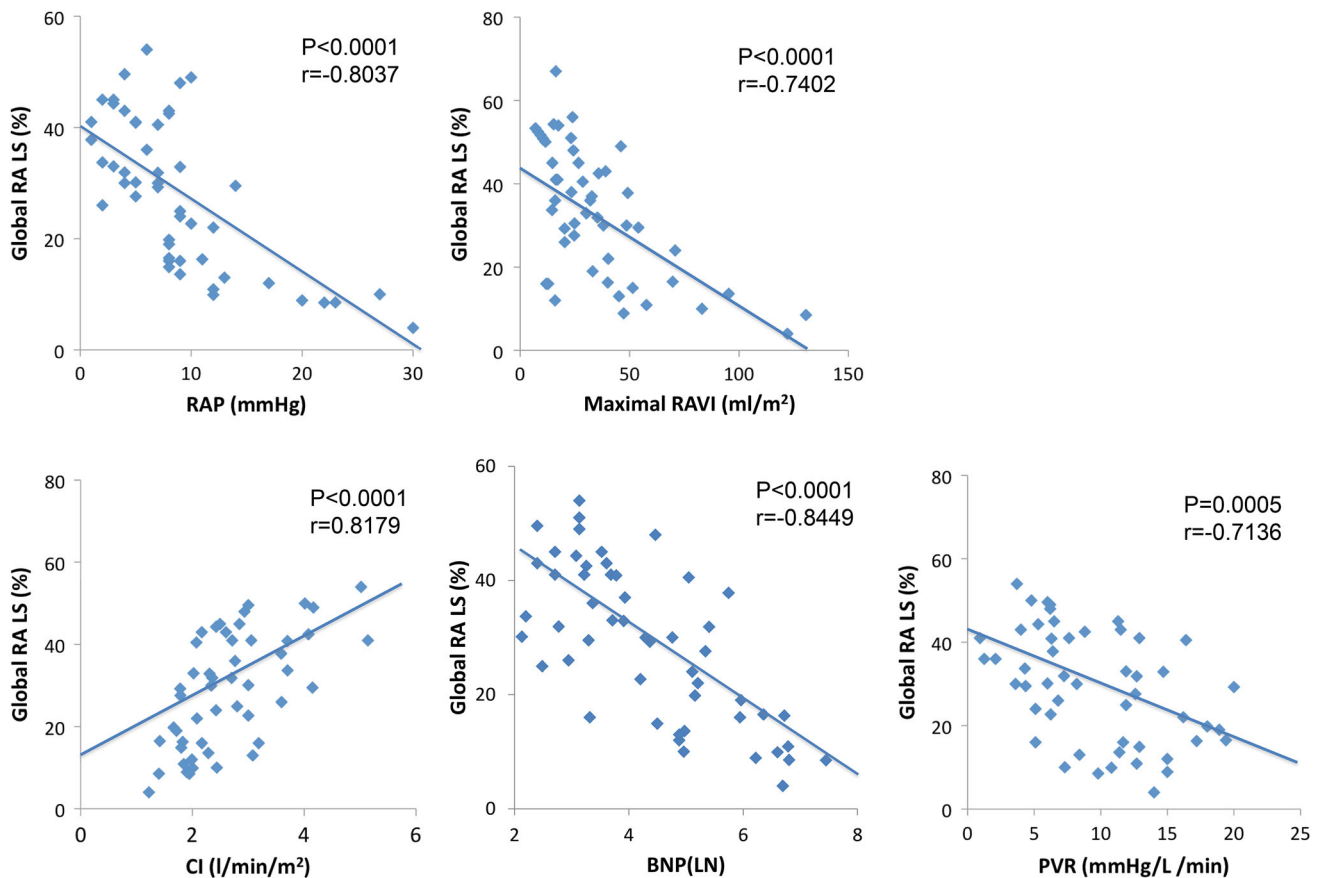 60
40
20
0
Global RA LS (%)
P<0.0001
r=-0.8037
0 10 20 30
RAP (mmHg)
80
60
40
20
0
Global RA LS (%)
P<0.0001
r=-0.7402
0 50 100 150
Maximal RAVI (ml/m²)
80
60
40
20
0
Global RA LS (%)
P<0.0001
r=0.8179
0 2 4 6
CI (l/min/m²)
60
40
20
0
Global RA LS (%)
P<0.0001
r=-0.8449
2 4 6 8
BNP(LN)
80
60
40
20
0
Global RA LS (%)
P=0.0005
r=-0.7136
0 5 10 15 20 25
PVR (mmHg/L /min)